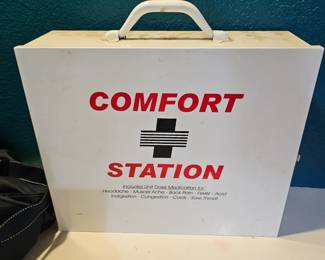 COMFORT
STATION
Includes Unit Dose Medication for:
Headache - Muscle Ache - Back Pain - Fever - Acid
Indigestion - Congestion - Colds - Sore Throat